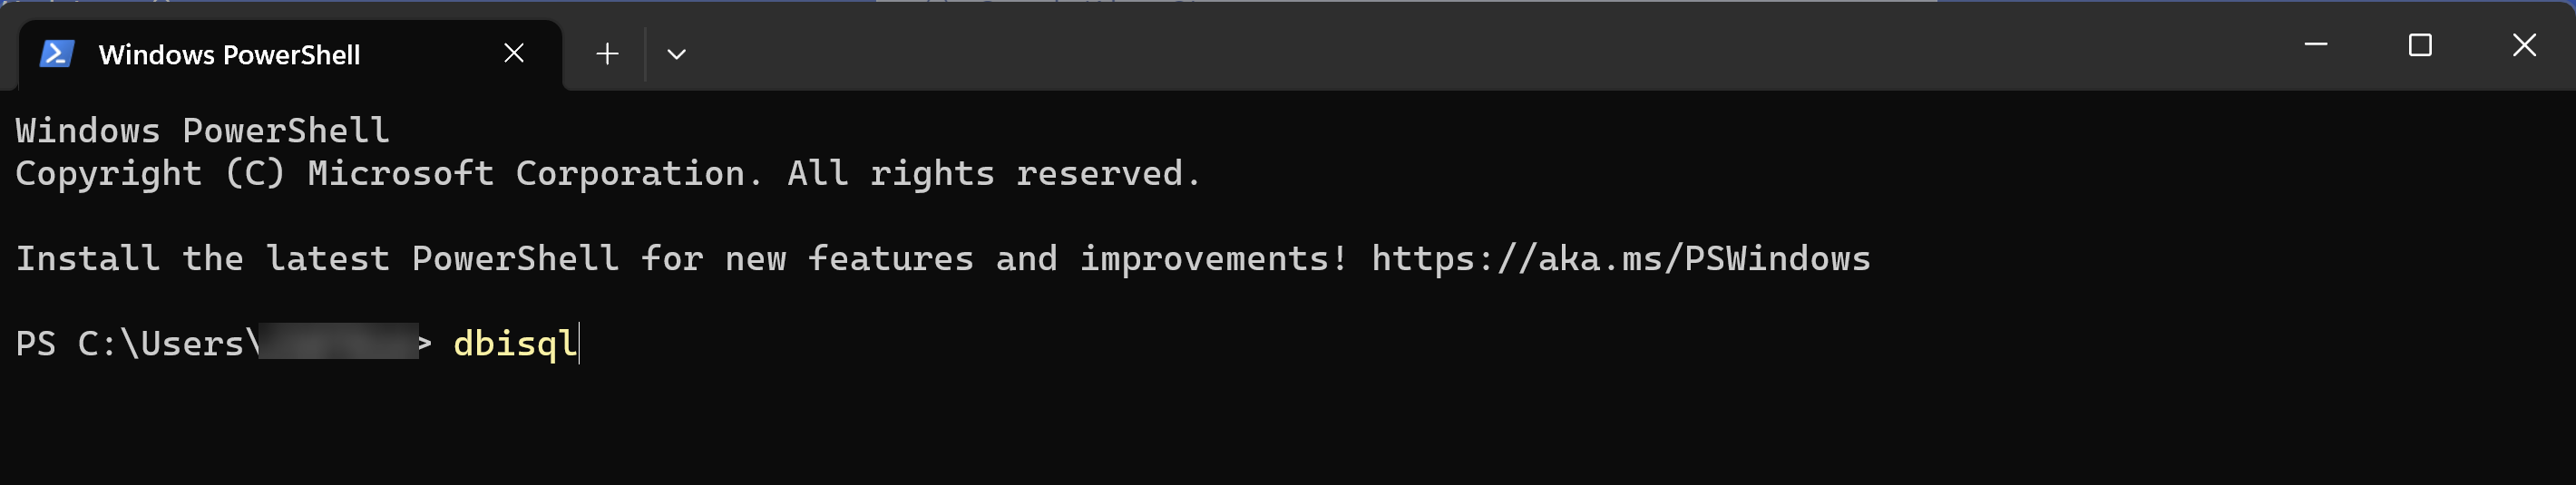 Windows PowerShell
Windows PowerShell
Copyright (C) Microsoft Corporation. All rights reserved.
Install the latest PowerShell for new features and improvements! https://aka.ms/PSWindows
PS C:\Users\> dbisql